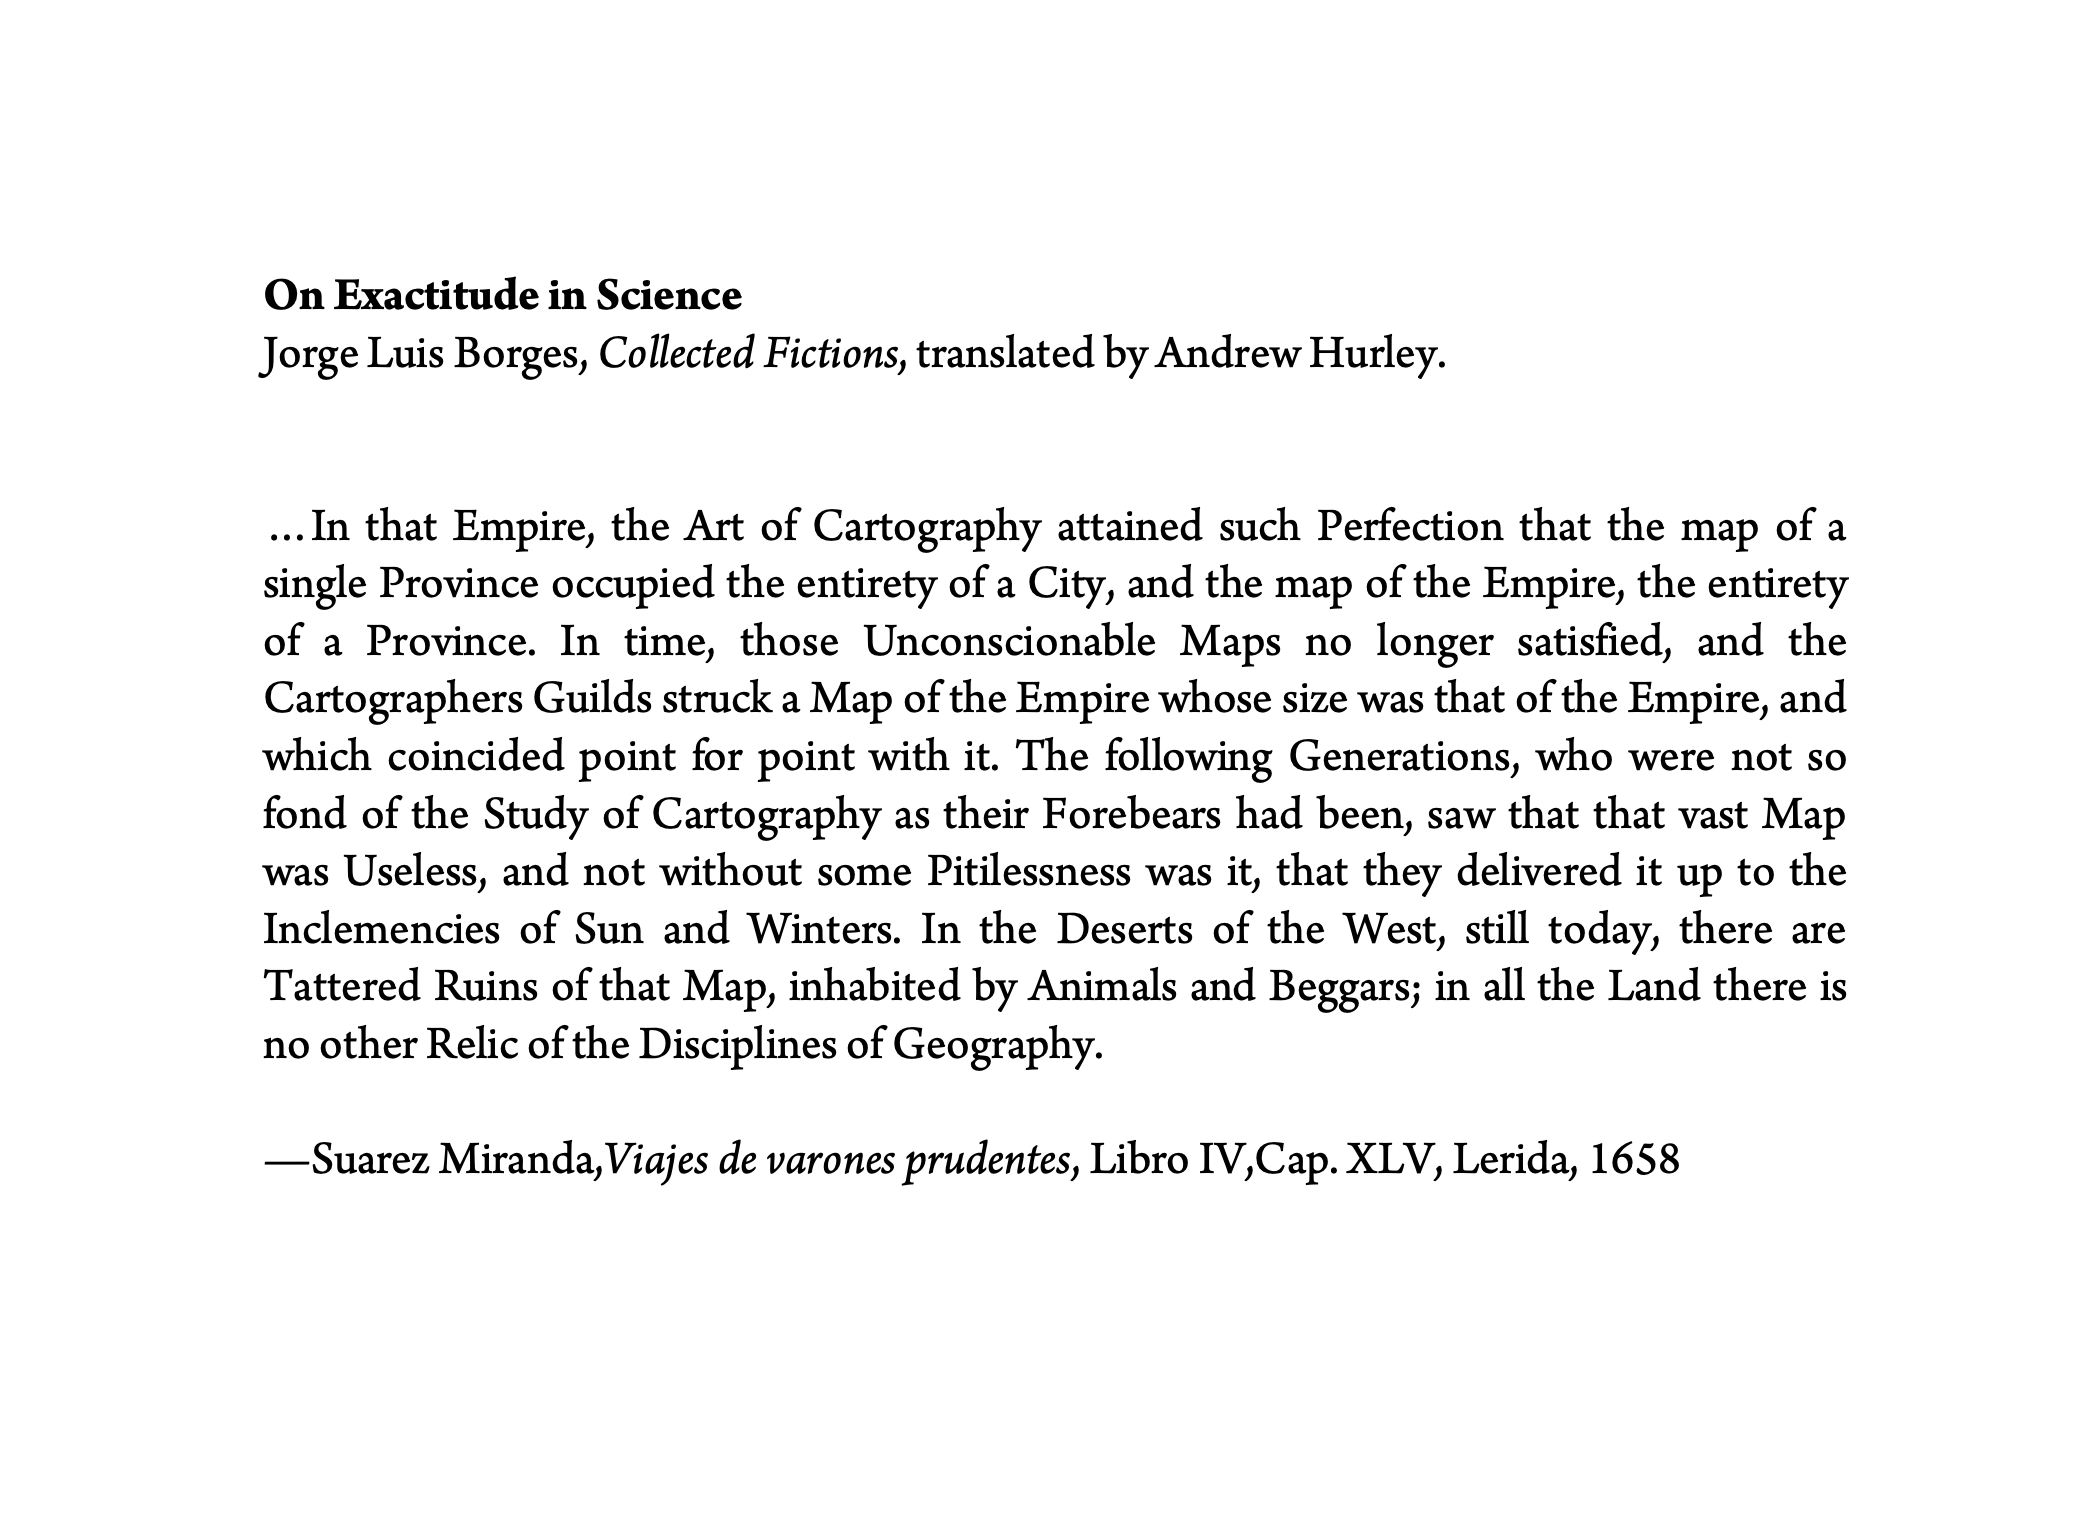 On Exactitude in Science
Jorge Luis Borges, Collected Fictions, translated by Andrew Hurley.
…In that Empire, the Art of Cartography attained such Perfection that the map of a
single Province occupied the entirety of a City, and the map of the Empire, the entirety
of a Province. In time, those Unconscionable Maps no longer satisfied, and the
Cartographers Guilds struck a Map of the Empire whose size was that of the Empire, and
which coincided point for point with it. The following Generations, who were not so
fond of the Study of Cartography as their Forebears had been, saw that that vast Map
was Useless, and not without some Pitilessness was it, that they delivered it up to the
Inclemencies of Sun and Winters. In the Deserts of the West, still today, there are
Tattered Ruins of that Map, inhabited by Animals and Beggars; in all the Land there is
no other Relic of the Disciplines of Geography.
—Suarez Miranda,Viajes de varones prudentes, Libro IV,Cap. XLV, Lerida, 1658